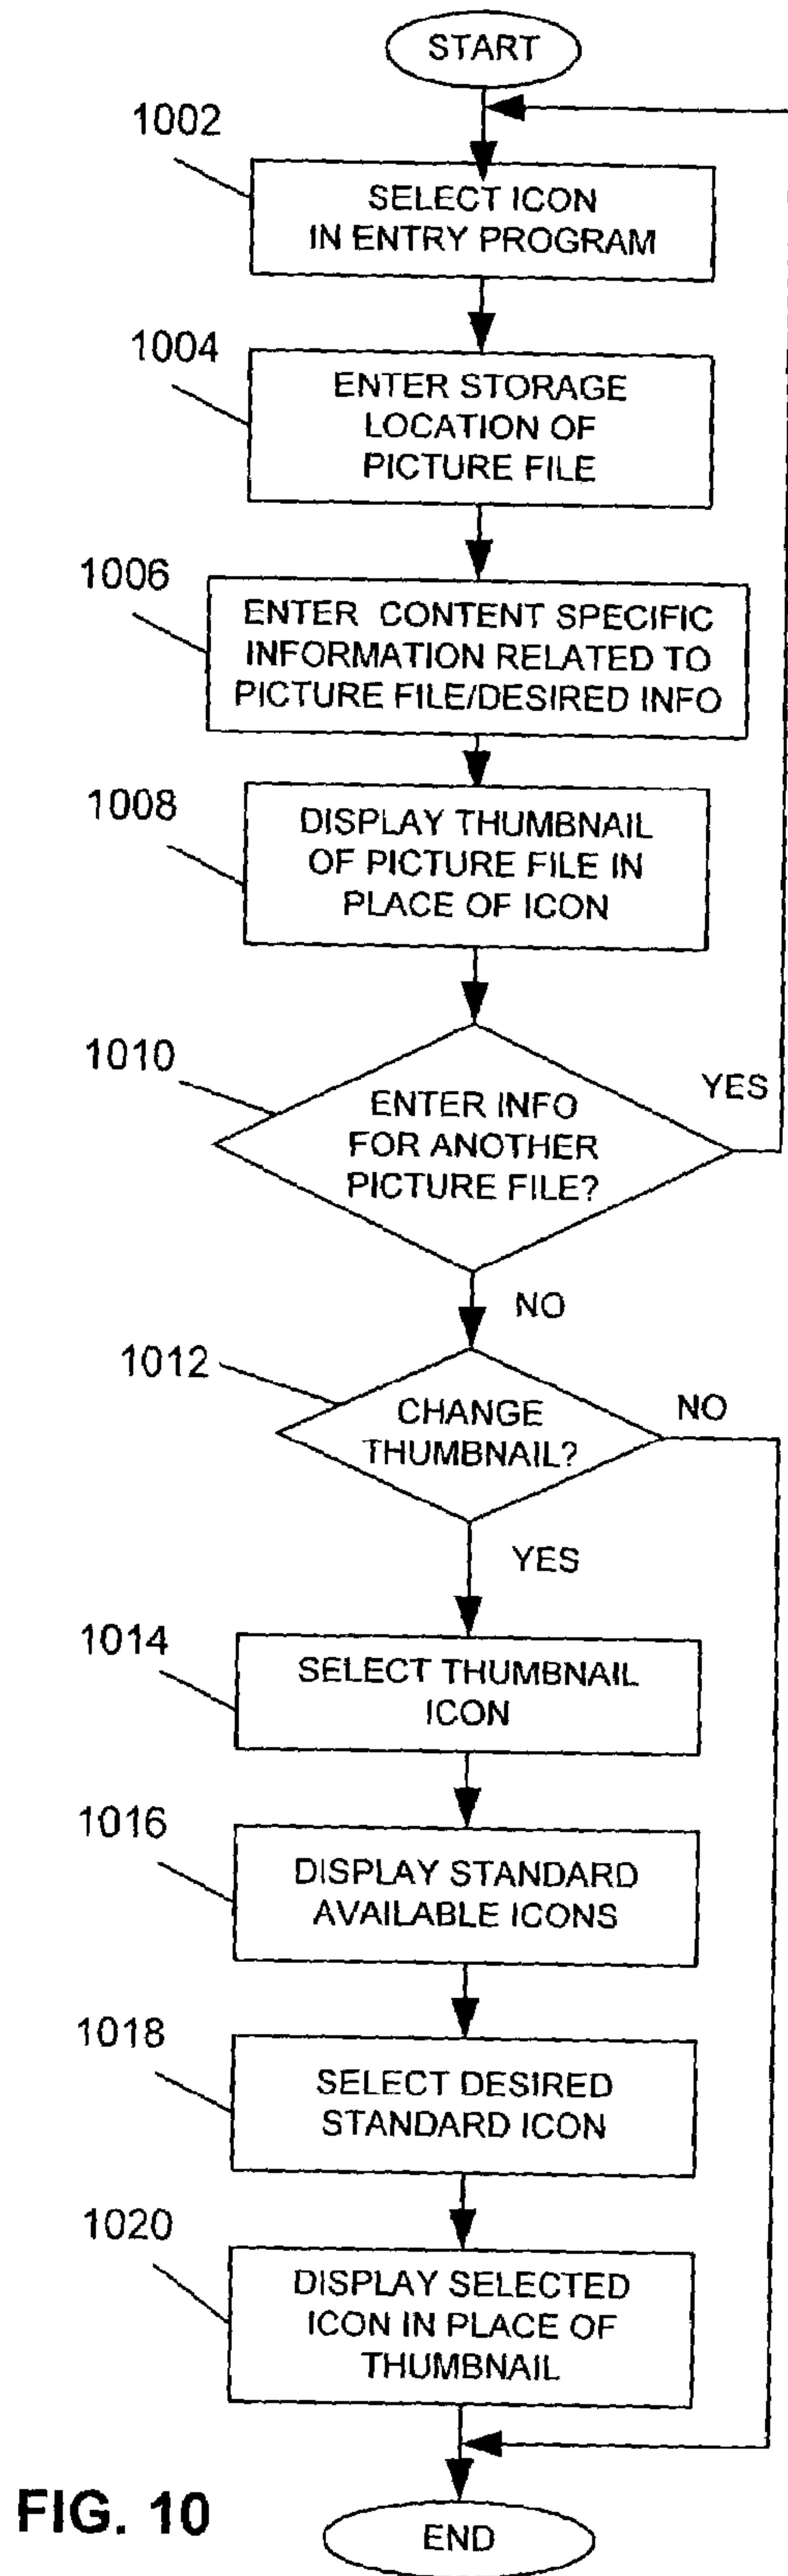 START
1002
SELECT ICON
IN ENTRY PROGRAM
1004
ENTER STORAGE
LOCATION OF
PICTURE FILE
1006
ENTER CONTENT SPECIFIC
INFORMATION RELATED TO
PICTURE FILE/DESIRED INFO
1008
DISPLAY THUMBNAIL
OF PICTURE FILE IN
PLACE OF ICON
1010
ENTER INFO
FOR ANOTHER
PICTURE FILE?
YES
NO
1012
CHANGE
THUMBNAIL?
NO
YES
1014
SELECT THUMBNAIL
ICON
1016
DISPLAY STANDARD
AVAILABLE ICONS
1018
SELECT DESIRED
STANDARD ICON
1020
DISPLAY SELECTED
ICON IN PLACE OF
THUMBNAIL
FIG. 10
END